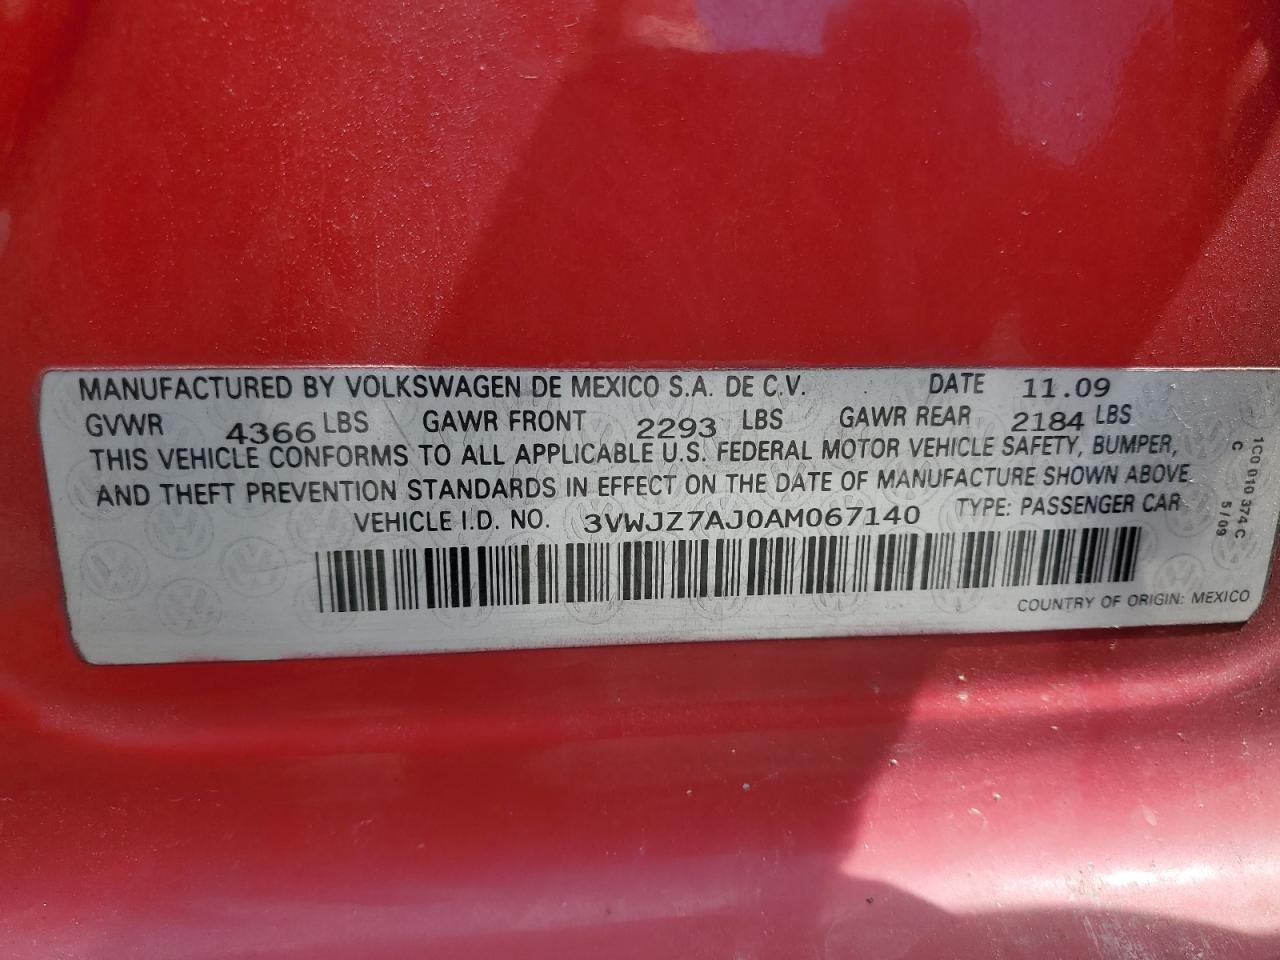 MANUFACTURED BY VOLKSWAGEN DE MEXICO S.A. DE C.V. DATE 11.09
GVWR 4366 LBS GAWR FRONT 2293 LBS GAWR REAR 2184 LBS
THIS VEHICLE CONFORMS TO ALL APPLICABLE U.S. FEDERAL MOTOR VEHICLE SAFETY, BUMPER,
AND THEFT PREVENTION STANDARDS IN EFFECT ON THE DATE OF MANUFACTURE SHOWN ABOVE
VEHICLE I.D. NO. 3VWJZ7AJ0AM067140 TYPE: PASSENGER CAR
COUNTRY OF ORIGIN: MEXICO
1C0 010 374 C
C 5/09